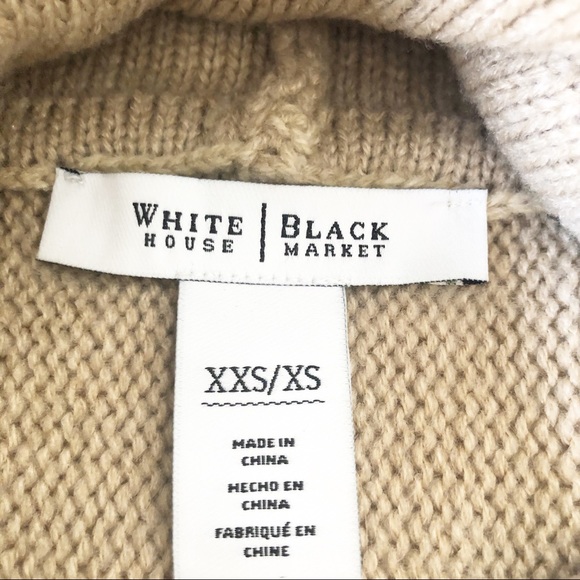 WHITE | BLACK
HOUSE | MARKET
XXS/XS
MADE IN
CHINA
HECHO EN
CHINA
FABRIQUÉ EN
CHINE